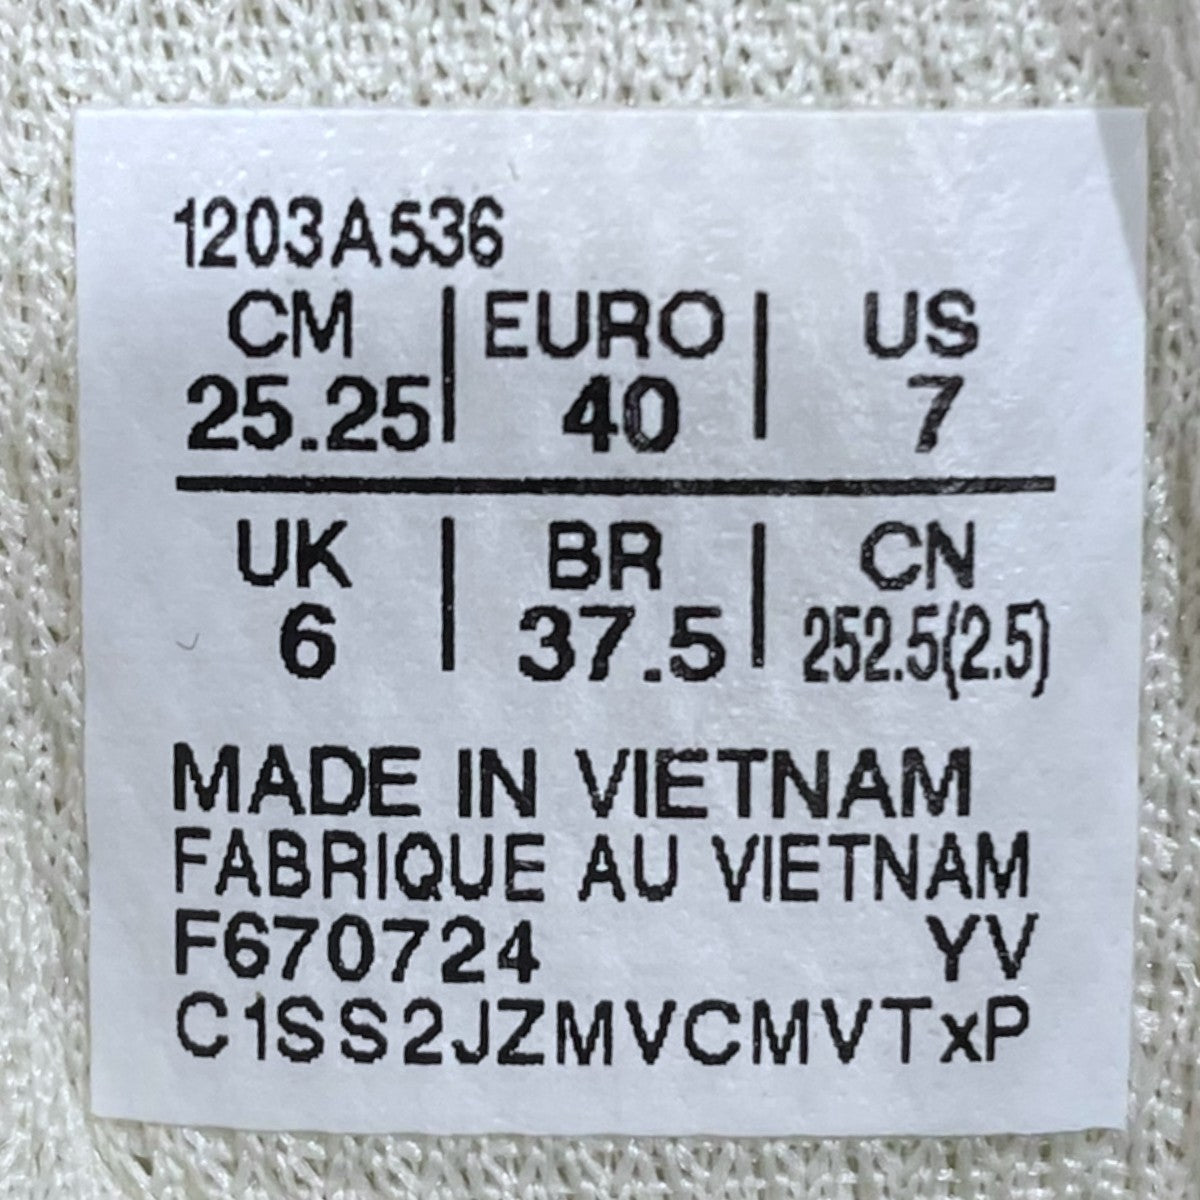 1203A536
CM EURO US
25.25 40 7
UK BR CN
6 37.5 252.5(2.5)
MADE IN VIETNAM
FABRIQUE AU VIETNAM
F670724 YV
C1SS2JZMVCMVTxP